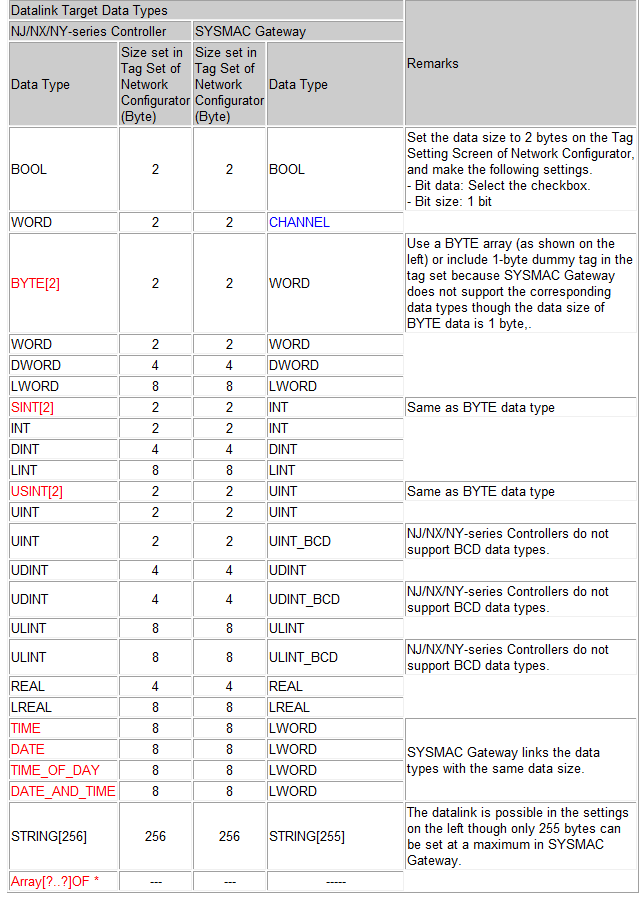 Datalink Target Data Types
Remarks
NJ/NX/NY-series Controller SYSMAC Gateway
Data Type
Size set in
Tag Set of
Network
Configurator
(Byte)
Size set in
Tag Set of
Network
Configurator
(Byte)
Data Type
BOOL 2 2 BOOL
Set the data size to 2 bytes on the Tag
Setting Screen of Network Configurator,
and make the following settings.
- Bit data: Select the checkbox.
- Bit size: 1 bit
WORD 2 2 CHANNEL
BYTE[2] 2 2 WORD
Use a BYTE array (as shown on the
left) or include 1-byte dummy tag in the
tag set because SYSMAC Gateway
does not support the corresponding
data types though the data size of
BYTE data is 1 byte,.
WORD 2 2 WORD
DWORD 4 4 DWORD
LWORD 8 8 LWORD
SINT[2] 2 2 INT Same as BYTE data type
INT 2 2 INT
DINT 4 4 DINT
LINT 8 8 LINT
USINT[2] 2 2 UINT Same as BYTE data type
UINT 2 2 UINT
UINT 2 2 UINT_BCD
NJ/NX/NY-series Controllers do not
support BCD data types.
UDINT 4 4 UDINT
UDINT 4 4 UDINT_BCD
NJ/NX/NY-series Controllers do not
support BCD data types.
ULINT 8 8 ULINT
ULINT 8 8 ULINT_BCD
NJ/NX/NY-series Controllers do not
support BCD data types.
REAL 4 4 REAL
LREAL 8 8 LREAL
TIME 8 8 LWORD
DATE 8 8 LWORD
TIME_OF_DAY 8 8 LWORD
DATE_AND_TIME 8 8 LWORD
SYSMAC Gateway links the data
types with the same data size.
STRING[256] 256 256 STRING[255]
The datalink is possible in the settings
on the left though only 255 bytes can
be set at a maximum in SYSMAC
Gateway.
Array[?..?]OF * --- --- -----